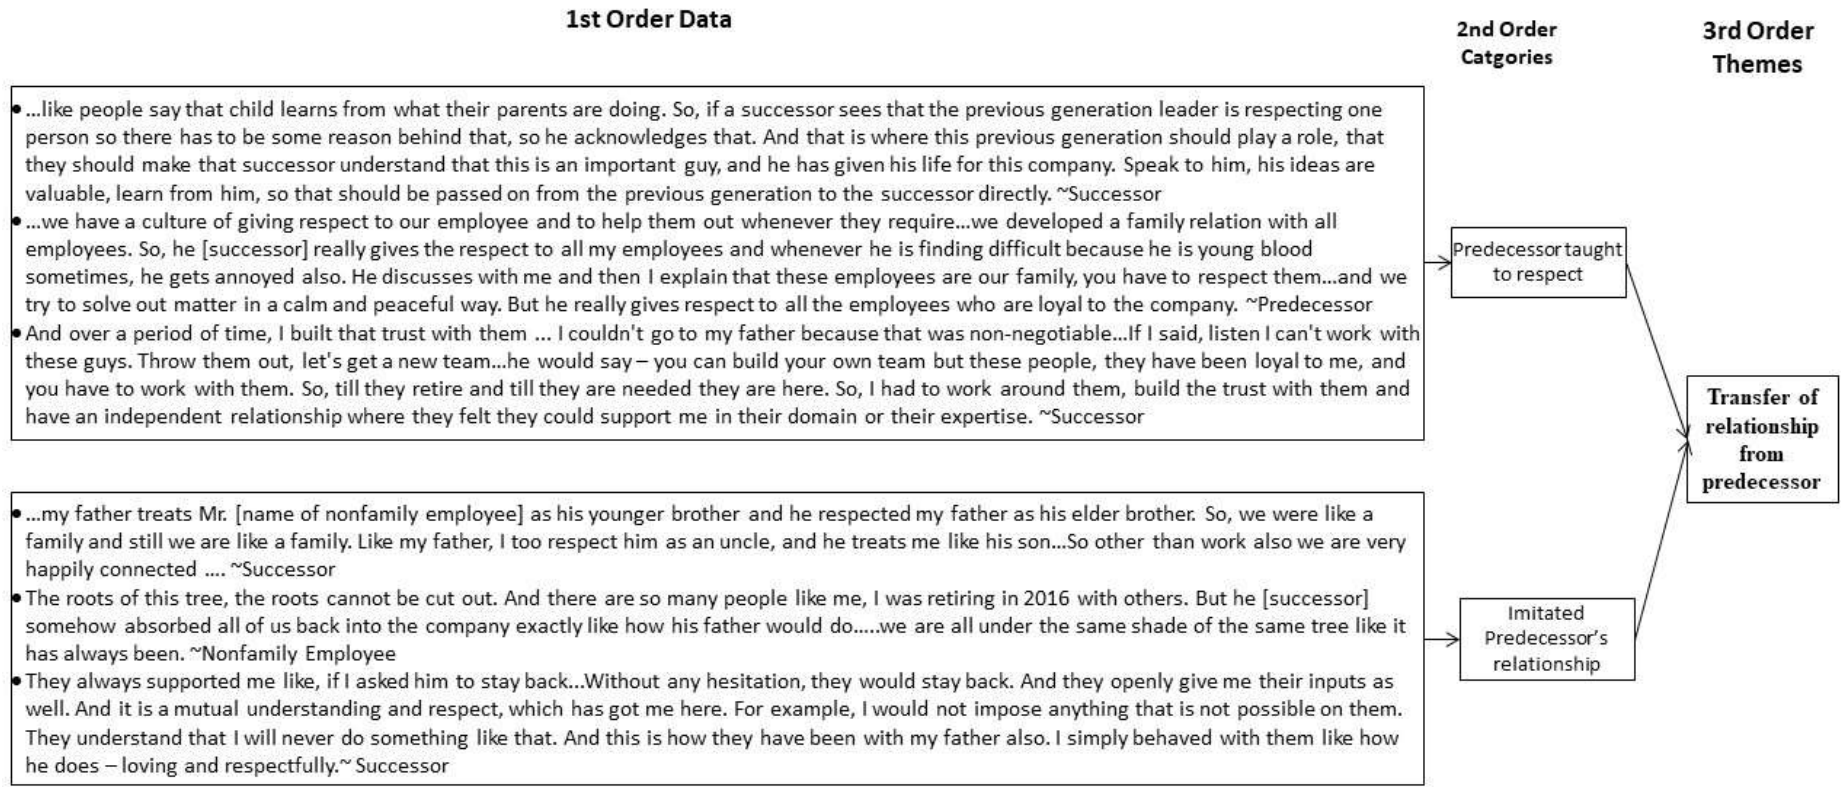 1st Order Data
2nd Order
Catgories
3rd Order
Themes
• ...like people say that child learns from what their parents are doing. So, if a successor sees that the previous generation leader is respecting one
person so there has to be some reason behind that, so he acknowledges that. And that is where this previous generation should play a role, that
they should make that successor understand that this is an important guy, and he has given his life for this company. Speak to him, his ideas are
valuable, learn from him, so that should be passed on from the previous generation to the successor directly. ~Successor
• ...we have a culture of giving respect to our employee and to help them out whenever they require...we developed a family relation with all
employees. So, he [successor] really gives the respect to all my employees and whenever he is finding difficult because he is young blood
sometimes, he gets annoyed also. He discusses with me and then I explain that these employees are our family, you have to respect them...and we
try to solve out matter in a calm and peaceful way. But he really gives respect to all the employees who are loyal to the company. ~Predecessor
• And over a period of time, I built that trust with them ... I couldn't go to my father because that was non-negotiable...If I said, listen I can't work with
these guys. Throw them out, let's get a new team...he would say – you can build your own team but these people, they have been loyal to me, and
you have to work with them. So, till they retire and till they are needed they are here. So, I had to work around them, build the trust with them and
have an independent relationship where they felt they could support me in their domain or their expertise. ~Successor
Predecessor taught
to respect
Transfer of
relationship
from
predecessor
• ...my father treats Mr. [name of nonfamily employee] as his younger brother and he respected my father as his elder brother. So, we were like a
family and still we are like a family. Like my father, I too respect him as an uncle, and he treats me like his son...So other than work also we are very
happily connected .... ~Successor
• The roots of this tree, the roots cannot be cut out. And there are so many people like me, I was retiring in 2016 with others. But he [successor]
somehow absorbed all of us back into the company exactly like how his father would do.....we are all under the same shade of the same tree like it
has always been. ~Nonfamily Employee
• They always supported me like, if I asked him to stay back...Without any hesitation, they would stay back. And they openly give me their inputs as
well. And it is a mutual understanding and respect, which has got me here. For example, I would not impose anything that is not possible on them.
They understand that I will never do something like that. And this is how they have been with my father also. I simply behaved with them like how
he does – loving and respectfully.~ Successor
Imitated
Predecessor's
relationship